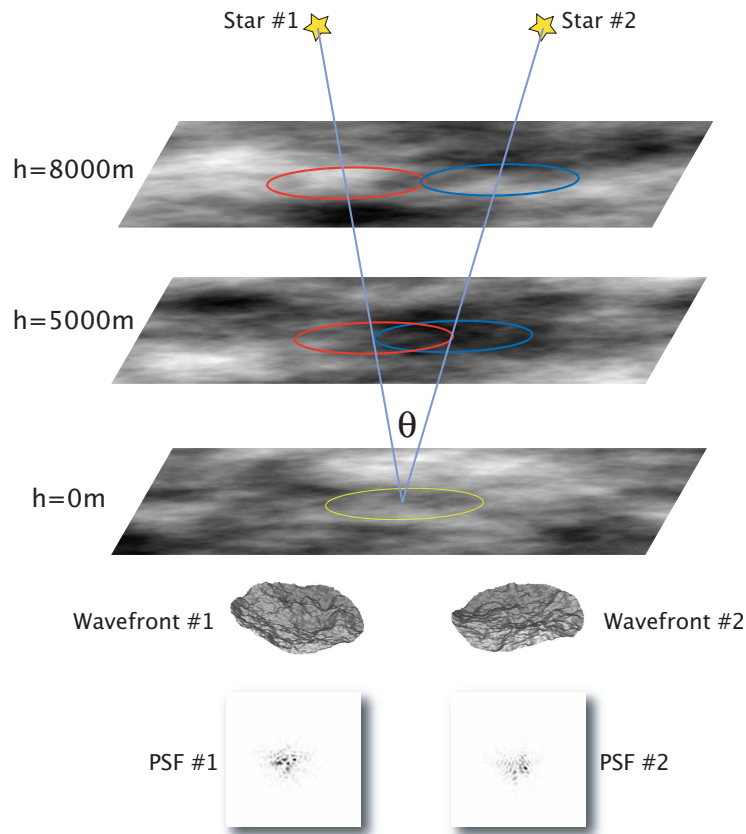 Star #1
Star #2
h=8000m
h=5000m
θ
h=0m
Wavefront #1
Wavefront #2
PSF #1
PSF #2